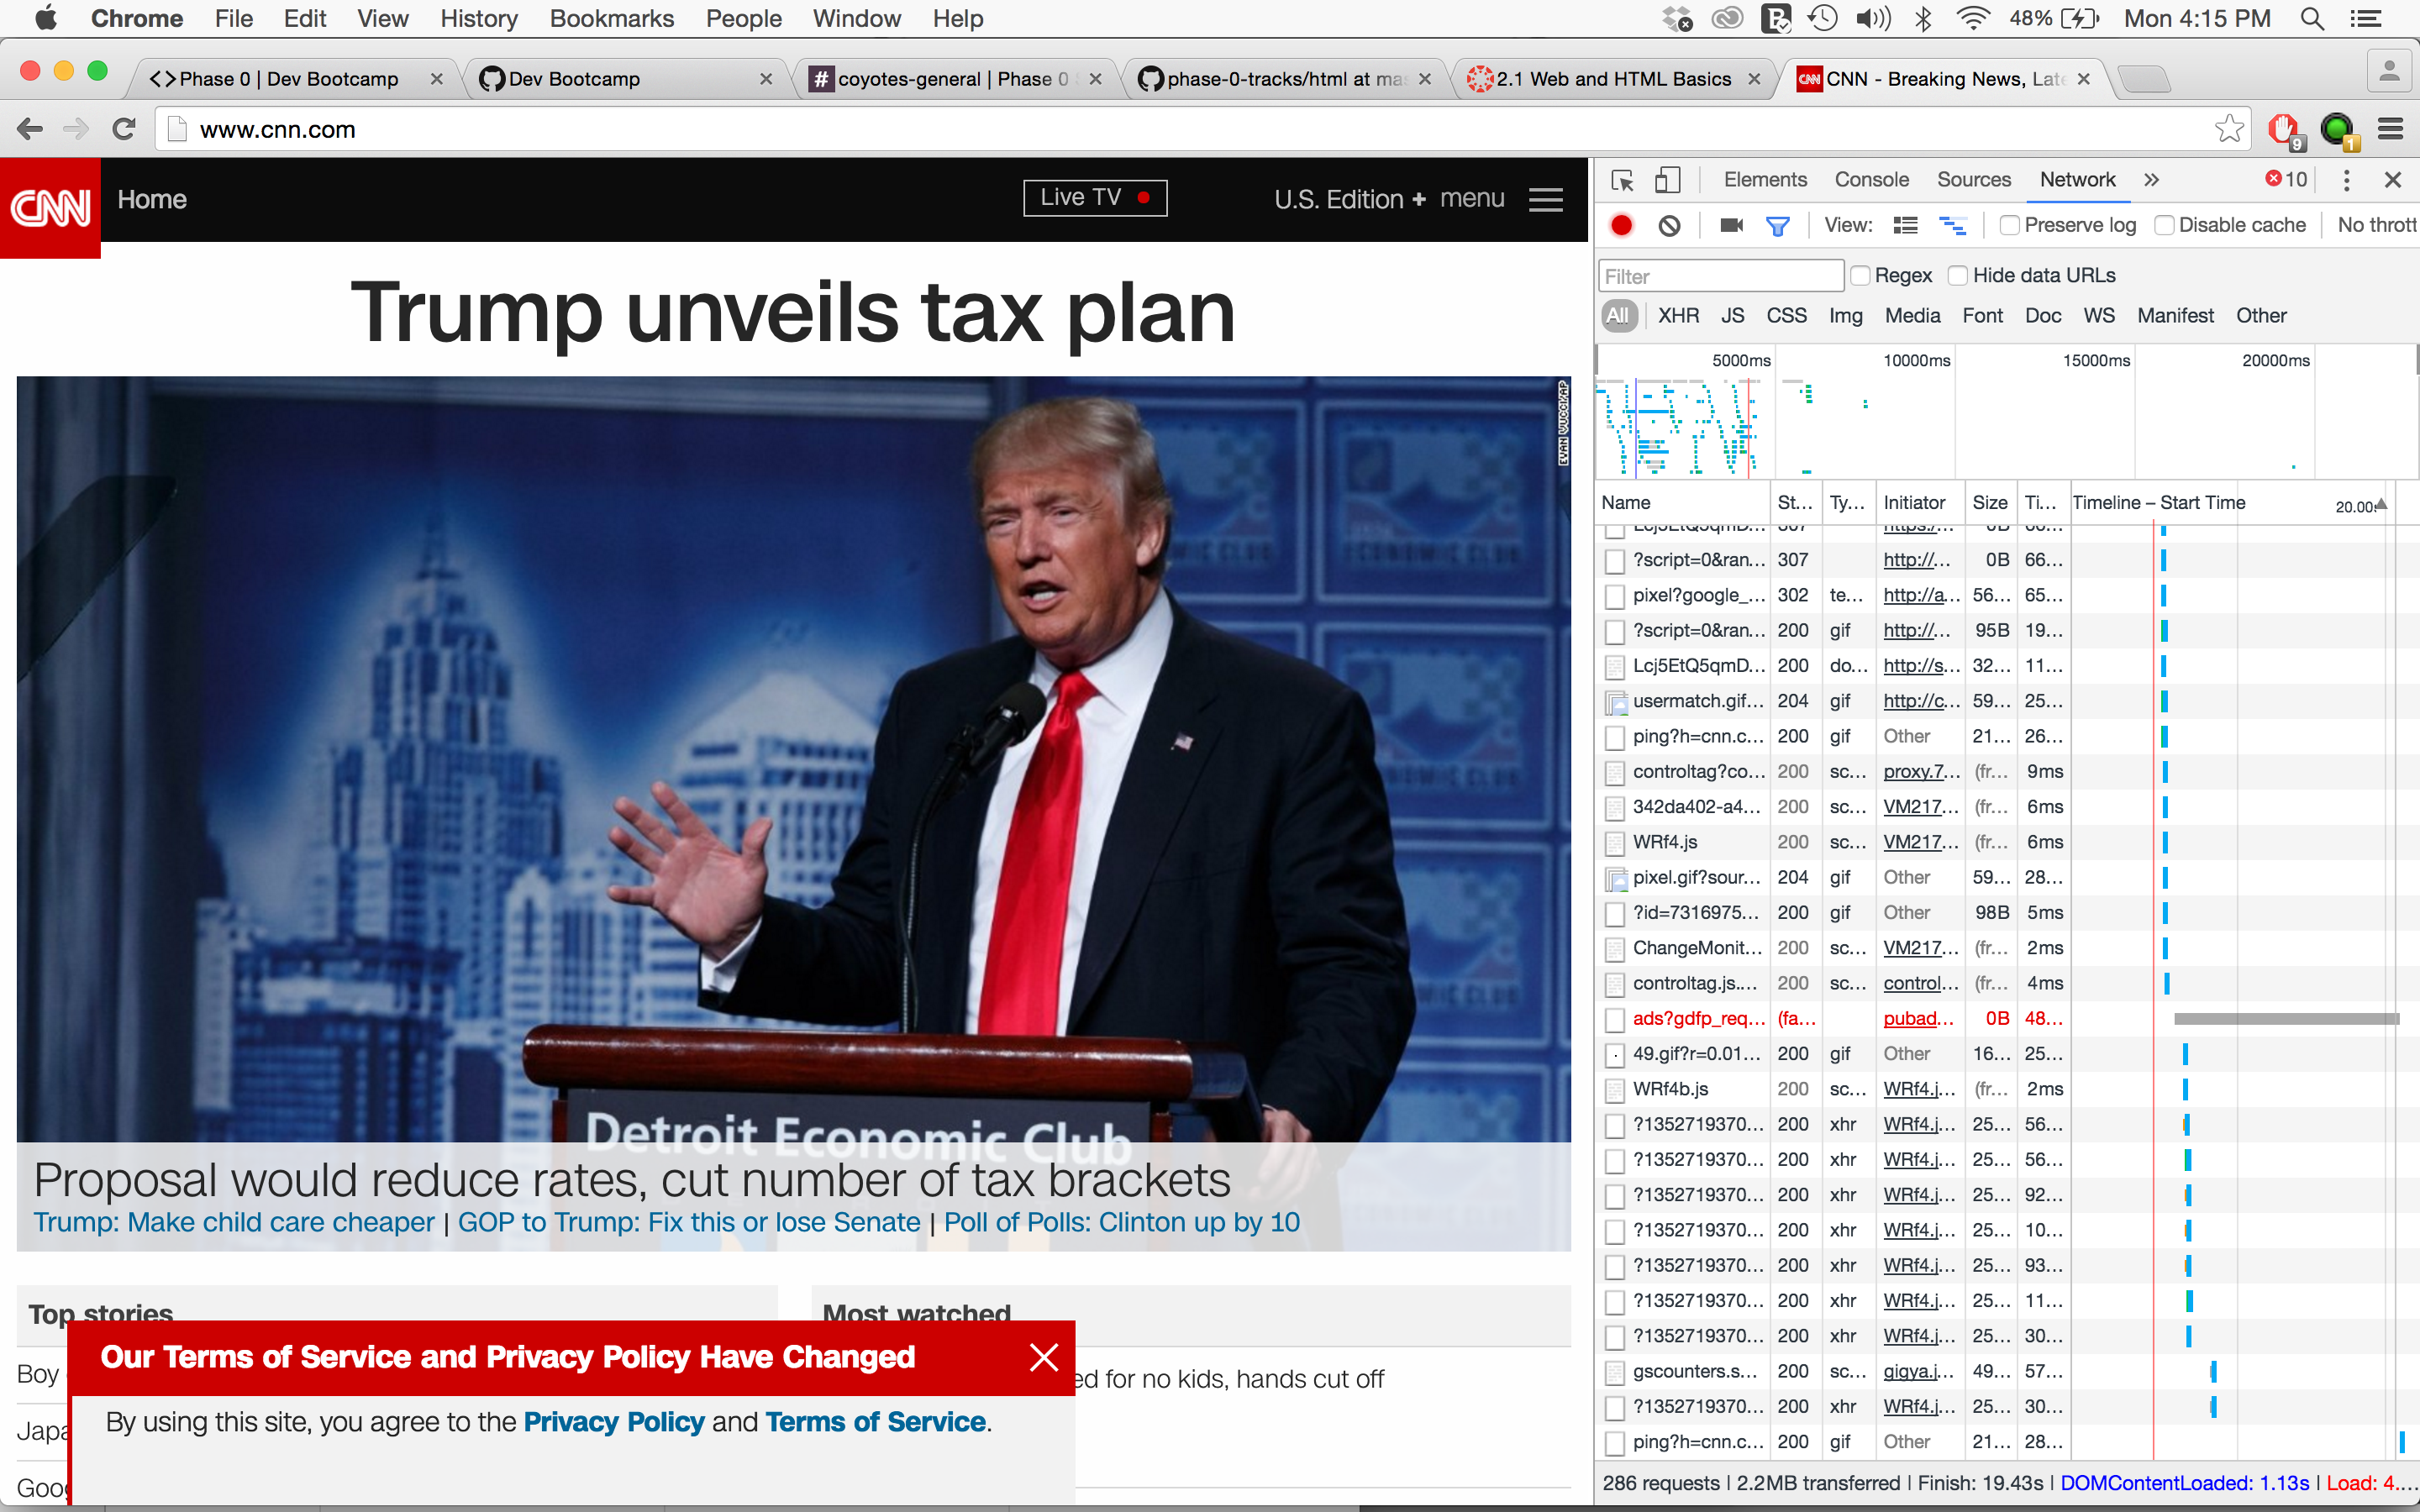 Chrome File Edit View History Bookmarks People Window Help 48% Mon 4:15 PM
<> Phase 0 | Dev Bootcamp Dev Bootcamp # coyotes-general | Phase 0 phase-0-tracks/html at ma 2.1 Web and HTML Basics CNN CNN - Breaking News, Late
www.cnn.com 9 1
CNN Home Live TV U.S. Edition + menu
Trump unveils tax plan
EVAN VUCCI/AP
ECONOMIC CLUB
Detroit Economic Club
Proposal would reduce rates, cut number of tax brackets
Trump: Make child care cheaper | GOP to Trump: Fix this or lose Senate | Poll of Polls: Clinton up by 10
Top stories
Most watched
Our Terms of Service and Privacy Policy Have Changed
By using this site, you agree to the Privacy Policy and Terms of Service.
Boy
Japa
Goog
ed for no kids, hands cut off
Elements Console Sources Network 10
View: Preserve log Disable cache No thrott
Filter Regex Hide data URLs
All XHR JS CSS Img Media Font Doc WS Manifest Other
5000ms 10000ms 15000ms 20000ms
Name St... Ty... Initiator Size Ti... Timeline – Start Time 20.00
Lcj5EtQ5qmD... 307 https:/... 0B
?script=0&ran... 307 http://... 0B 66...
pixel?google_... 302 te... http://a... 56... 65...
?script=0&ran... 200 gif http://... 95B 19...
Lcj5EtQ5qmD... 200 do... http://s... 32... 11...
usermatch.gif... 204 gif http://c... 59... 25...
ping?h=cnn.c... 200 gif Other 21... 26...
controltag?co... 200 sc... proxy.7... (fr... 9ms
342da402-a4... 200 sc... VM217... (fr... 6ms
WRf4.js 200 sc... VM217... (fr... 6ms
pixel.gif?sour... 204 gif Other 59... 28...
?id=7316975... 200 gif Other 98B 5ms
ChangeMonit... 200 sc... VM217... (fr... 2ms
controltag.js.... 200 sc... control... (fr... 4ms
ads?gdfp_req... (fa... pubad... 0B 48...
49.gif?r=0.01... 200 gif Other 16... 25...
WRf4b.js 200 sc... WRf4.j... (fr... 2ms
?1352719370... 200 xhr WRf4.j... 25... 56...
?1352719370... 200 xhr WRf4.j... 25... 56...
?1352719370... 200 xhr WRf4.j... 25... 92...
?1352719370... 200 xhr WRf4.j... 25... 10...
?1352719370... 200 xhr WRf4.j... 25... 93...
?1352719370... 200 xhr WRf4.j... 25... 11...
?1352719370... 200 xhr WRf4.j... 25... 30...
gscounters.s... 200 sc... gigya.j... 49... 57...
?1352719370... 200 xhr WRf4.j... 25... 30...
ping?h=cnn.c... 200 gif Other 21... 28...
286 requests | 2.2MB transferred | Finish: 19.43s | DOMContentLoaded: 1.13s | Load: 4....